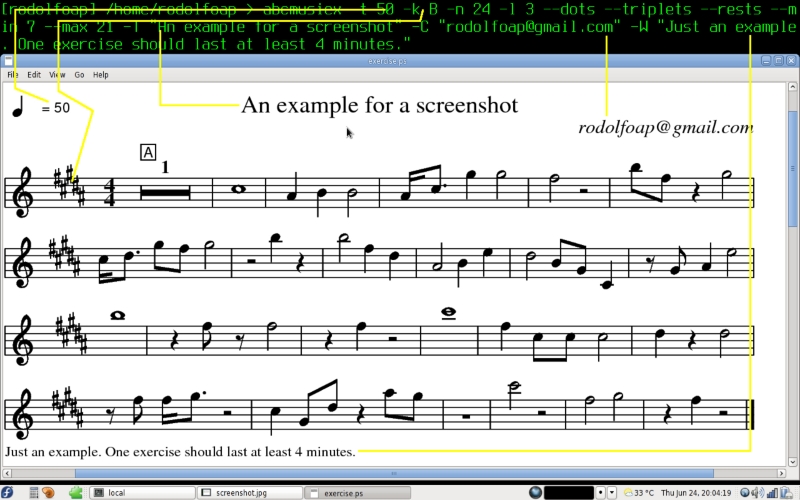 [rodolfoap] /home/rodolfoap > abcmusiex -t 50 -k B -n 24 -l 3 --dots --triplets --rests --m
in 7 --max 21 -T "An example for a screenshot" -C "rodolfoap@gmail.com" -W "Just an example
. One exercise should last at least 4 minutes."
exercise.ps
File Edit View Go Help
= 50
An example for a screenshot
rodolfoap@gmail.com
A
1
4
4
Just an example. One exercise should last at least 4 minutes.
local screenshot.jpg exercise.ps 33 °C Thu Jun 24, 20:04:19